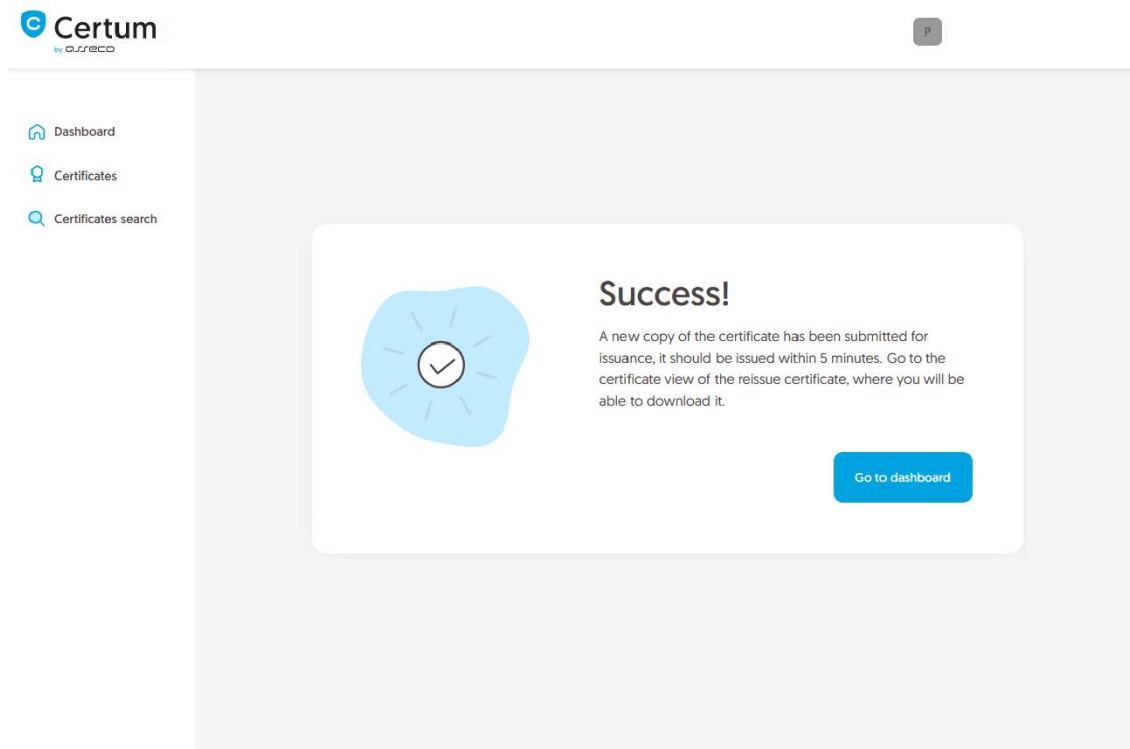 Certum
by asseco
P
Dashboard
Certificates
Certificates search
Success!
A new copy of the certificate has been submitted for
issuance, it should be issued within 5 minutes. Go to the
certificate view of the reissue certificate, where you will be
able to download it.
Go to dashboard